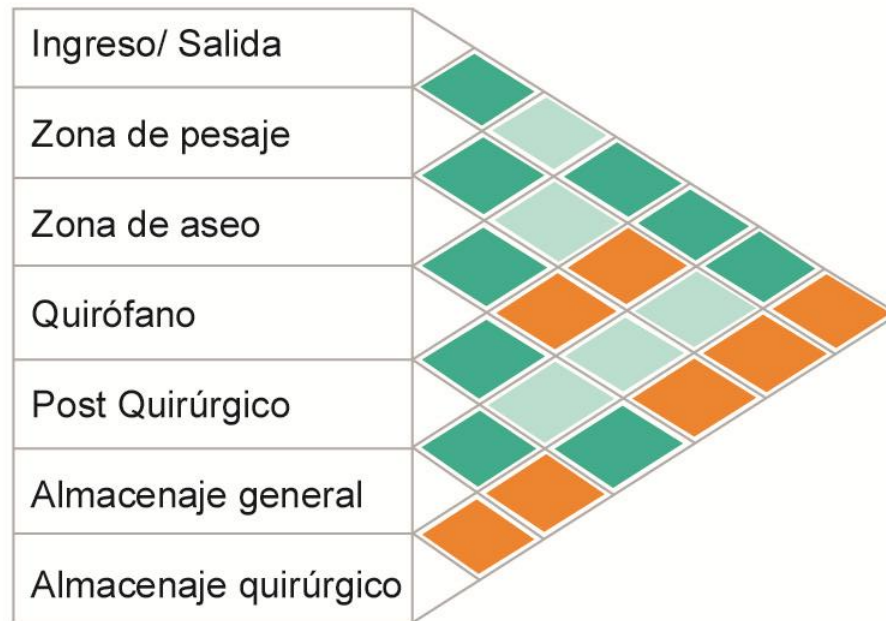 Ingreso/ Salida
Zona de pesaje
Zona de aseo
Quirófano
Post Quirúrgico
Almacenaje general
Almacenaje quirúrgico